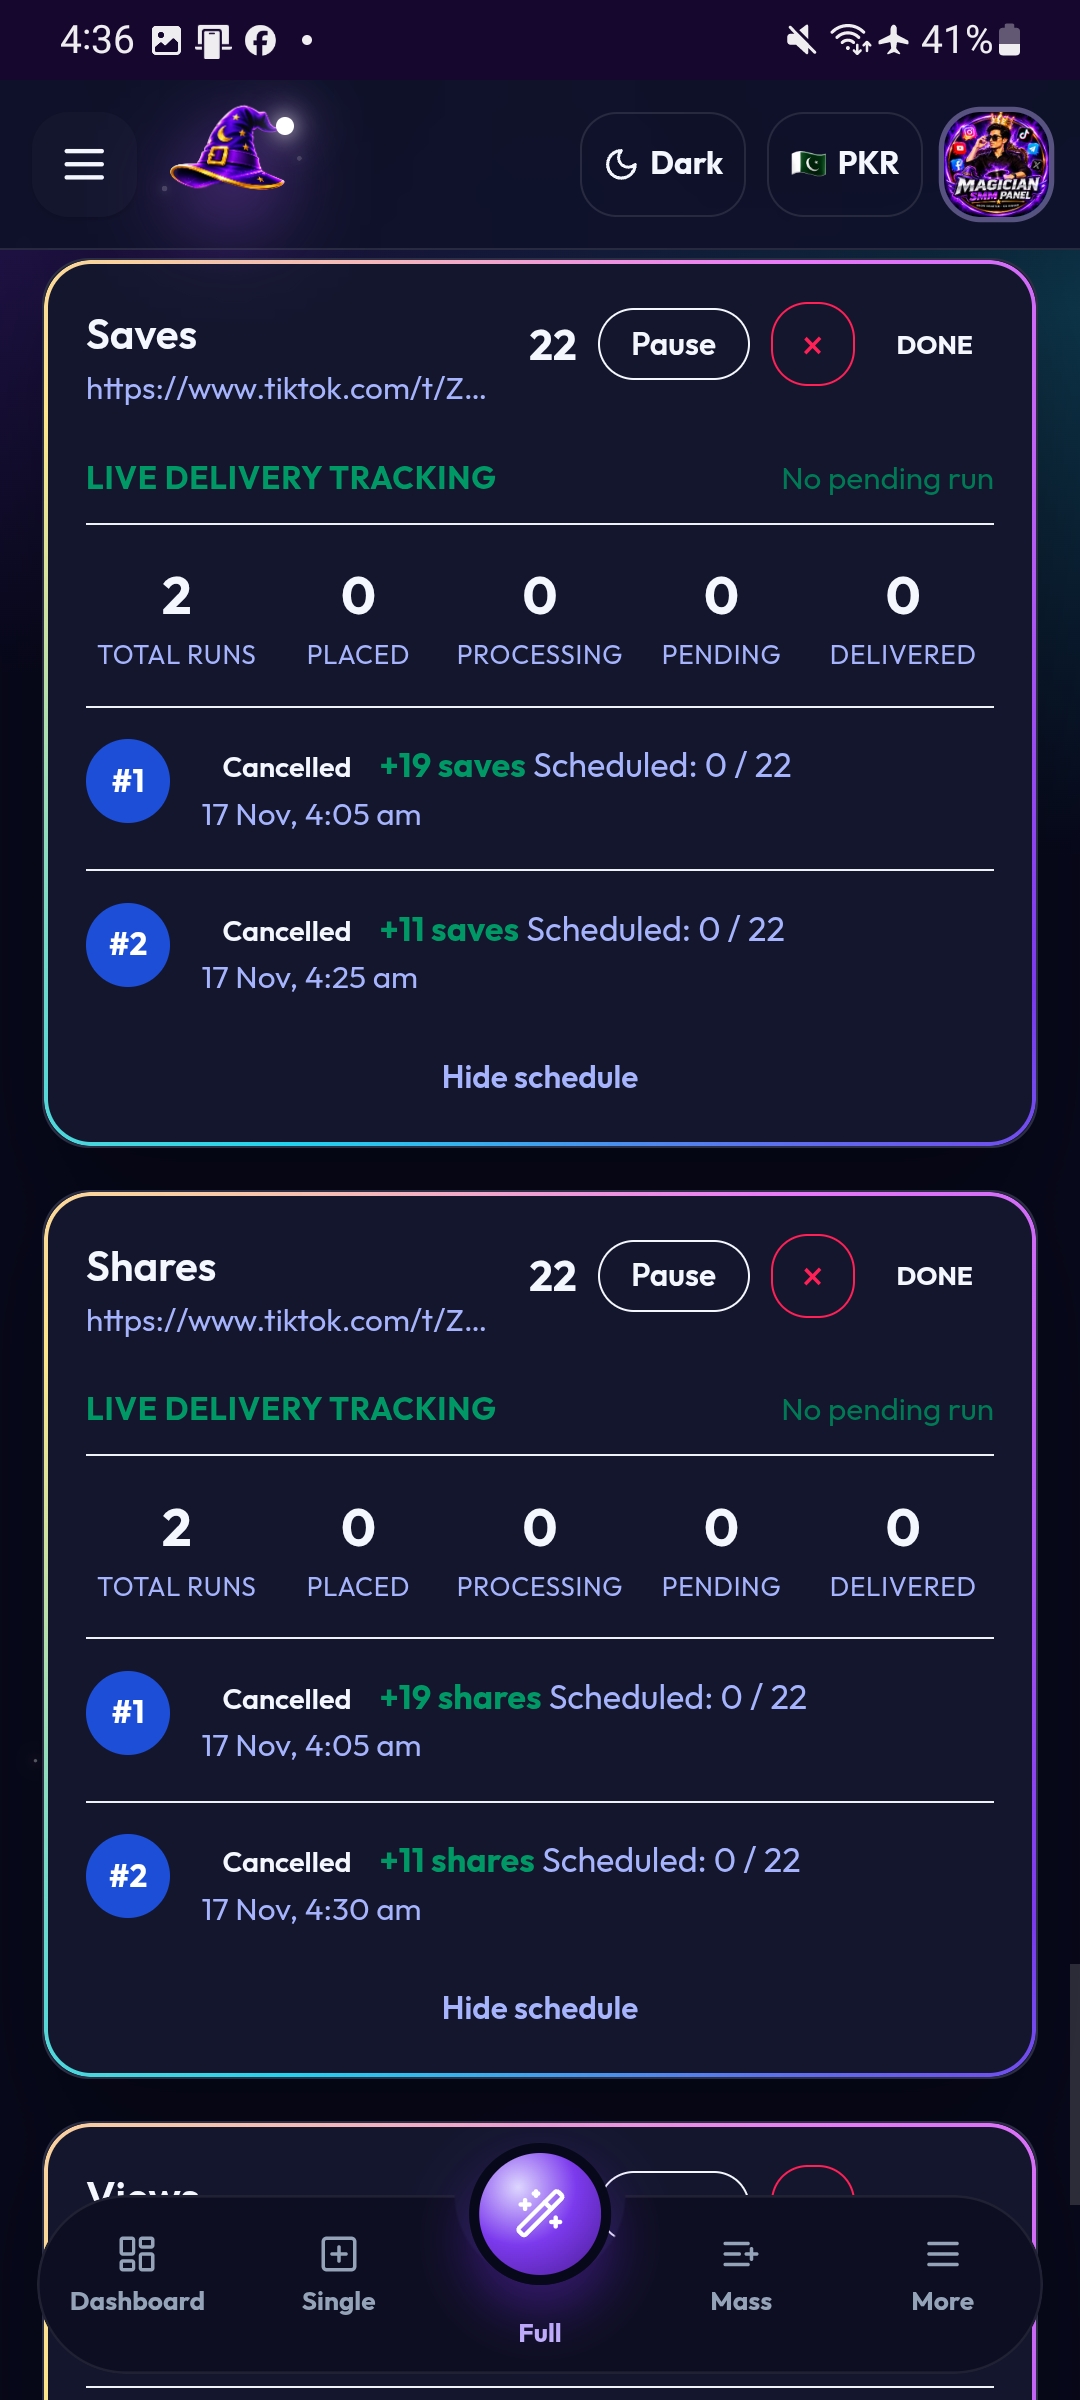 4:36
41%
Dark
PKR
MAGICIAN
SMM PANEL
Saves
22
Pause
×
DONE
https://www.tiktok.com/t/Z...
LIVE DELIVERY TRACKING
No pending run
2
0
0
0
0
TOTAL RUNS
PLACED
PROCESSING
PENDING
DELIVERED
#1
Cancelled
+19 saves Scheduled: 0 / 22
17 Nov, 4:05 am
#2
Cancelled
+11 saves Scheduled: 0 / 22
17 Nov, 4:25 am
Hide schedule
Shares
22
Pause
×
DONE
https://www.tiktok.com/t/Z...
LIVE DELIVERY TRACKING
No pending run
2
0
0
0
0
TOTAL RUNS
PLACED
PROCESSING
PENDING
DELIVERED
#1
Cancelled
+19 shares Scheduled: 0 / 22
17 Nov, 4:05 am
#2
Cancelled
+11 shares Scheduled: 0 / 22
17 Nov, 4:30 am
Hide schedule
Views
Dashboard
Single
Full
Mass
More